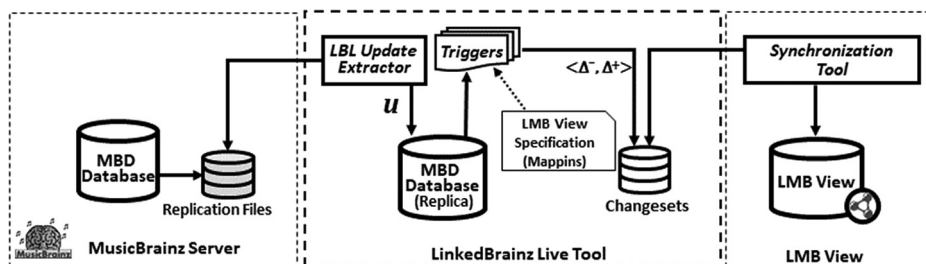 MBD
Database
Replication Files
MusicBrainz
MusicBrainz Server
LBL Update
Extractor
u
Triggers
<Δ⁻, Δ⁺>
LMB View
Specification
(Mappins)
MBD
Database
(Replica)
Changesets
LinkedBrainz Live Tool
Synchronization
Tool
LMB View
LMB View